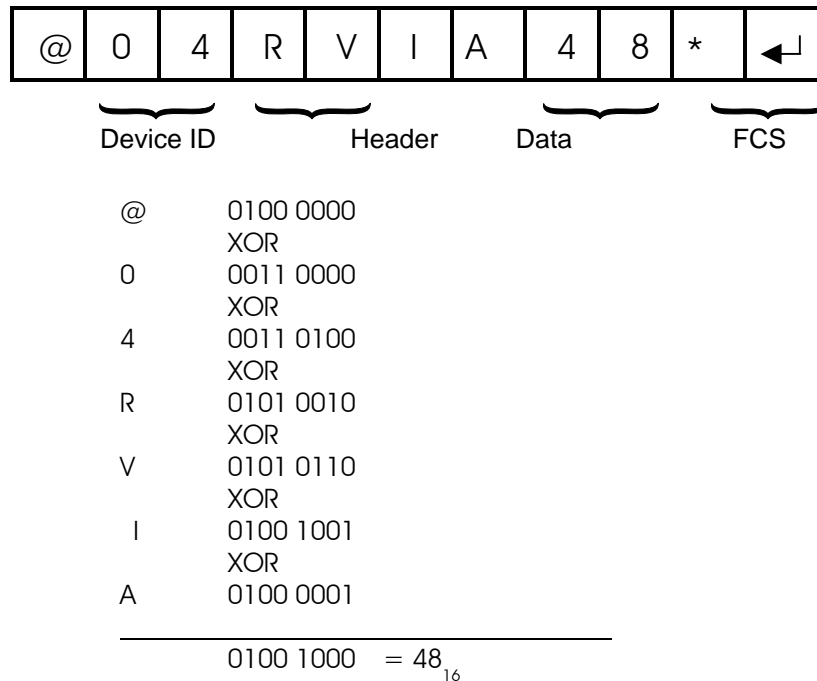 @ 0 4 R V I A 4 8 * ↵
Device ID Header Data FCS
@ 0100 0000
XOR
0 0011 0000
XOR
4 0011 0100
XOR
R 0101 0010
XOR
V 0101 0110
XOR
I 0100 1001
XOR
A 0100 0001
0100 1000 = 48₁₆